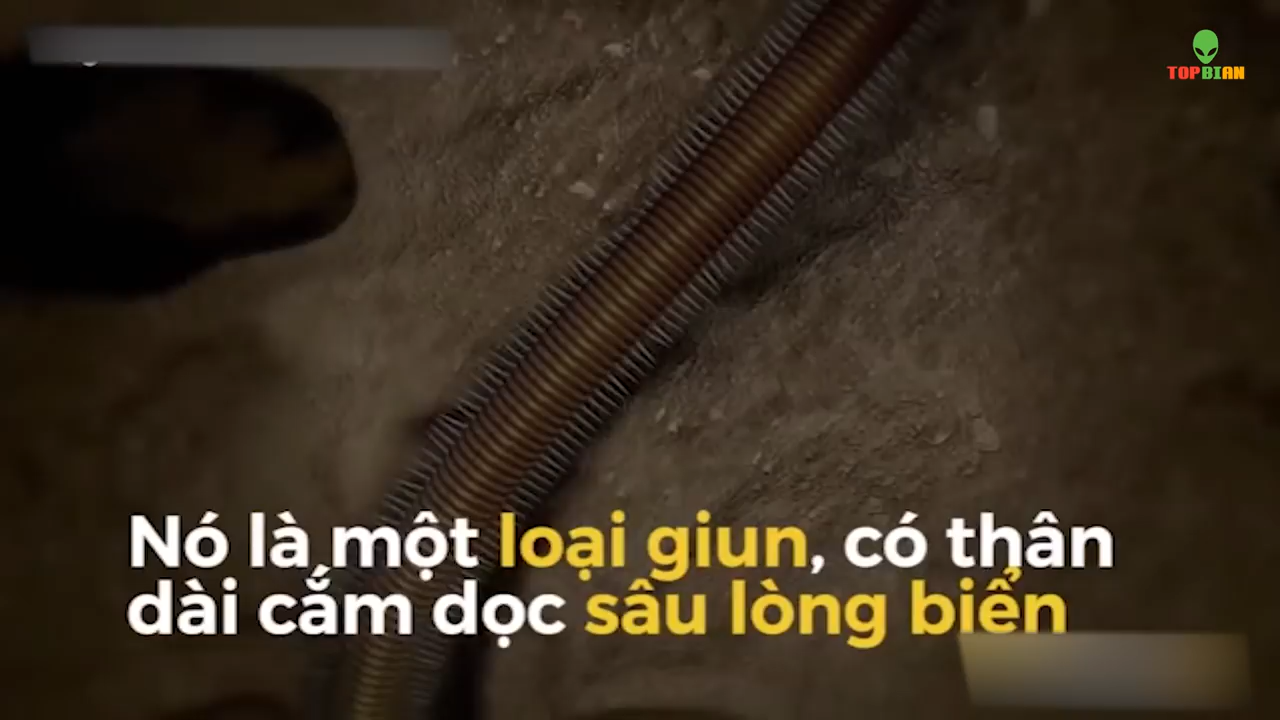 TOPBIAN
Nó là một loại giun, có thân
dài cắm dọc sâu lòng biển